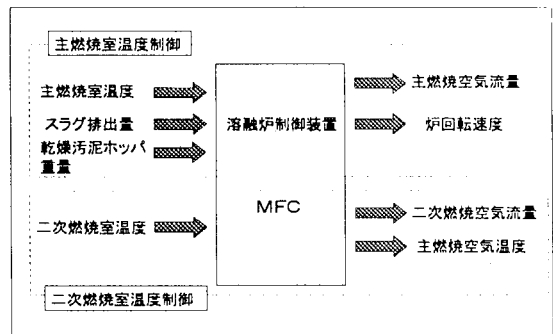 主燃焼室温度制御
主燃焼室温度
スラグ排出量
乾燥汚泥ホッパ
重量
二次燃焼室温度
溶融炉制御装置
MFC
主燃焼空気流量
炉回転速度
二次燃焼空気流量
主燃焼空気温度
二次燃焼室温度制御